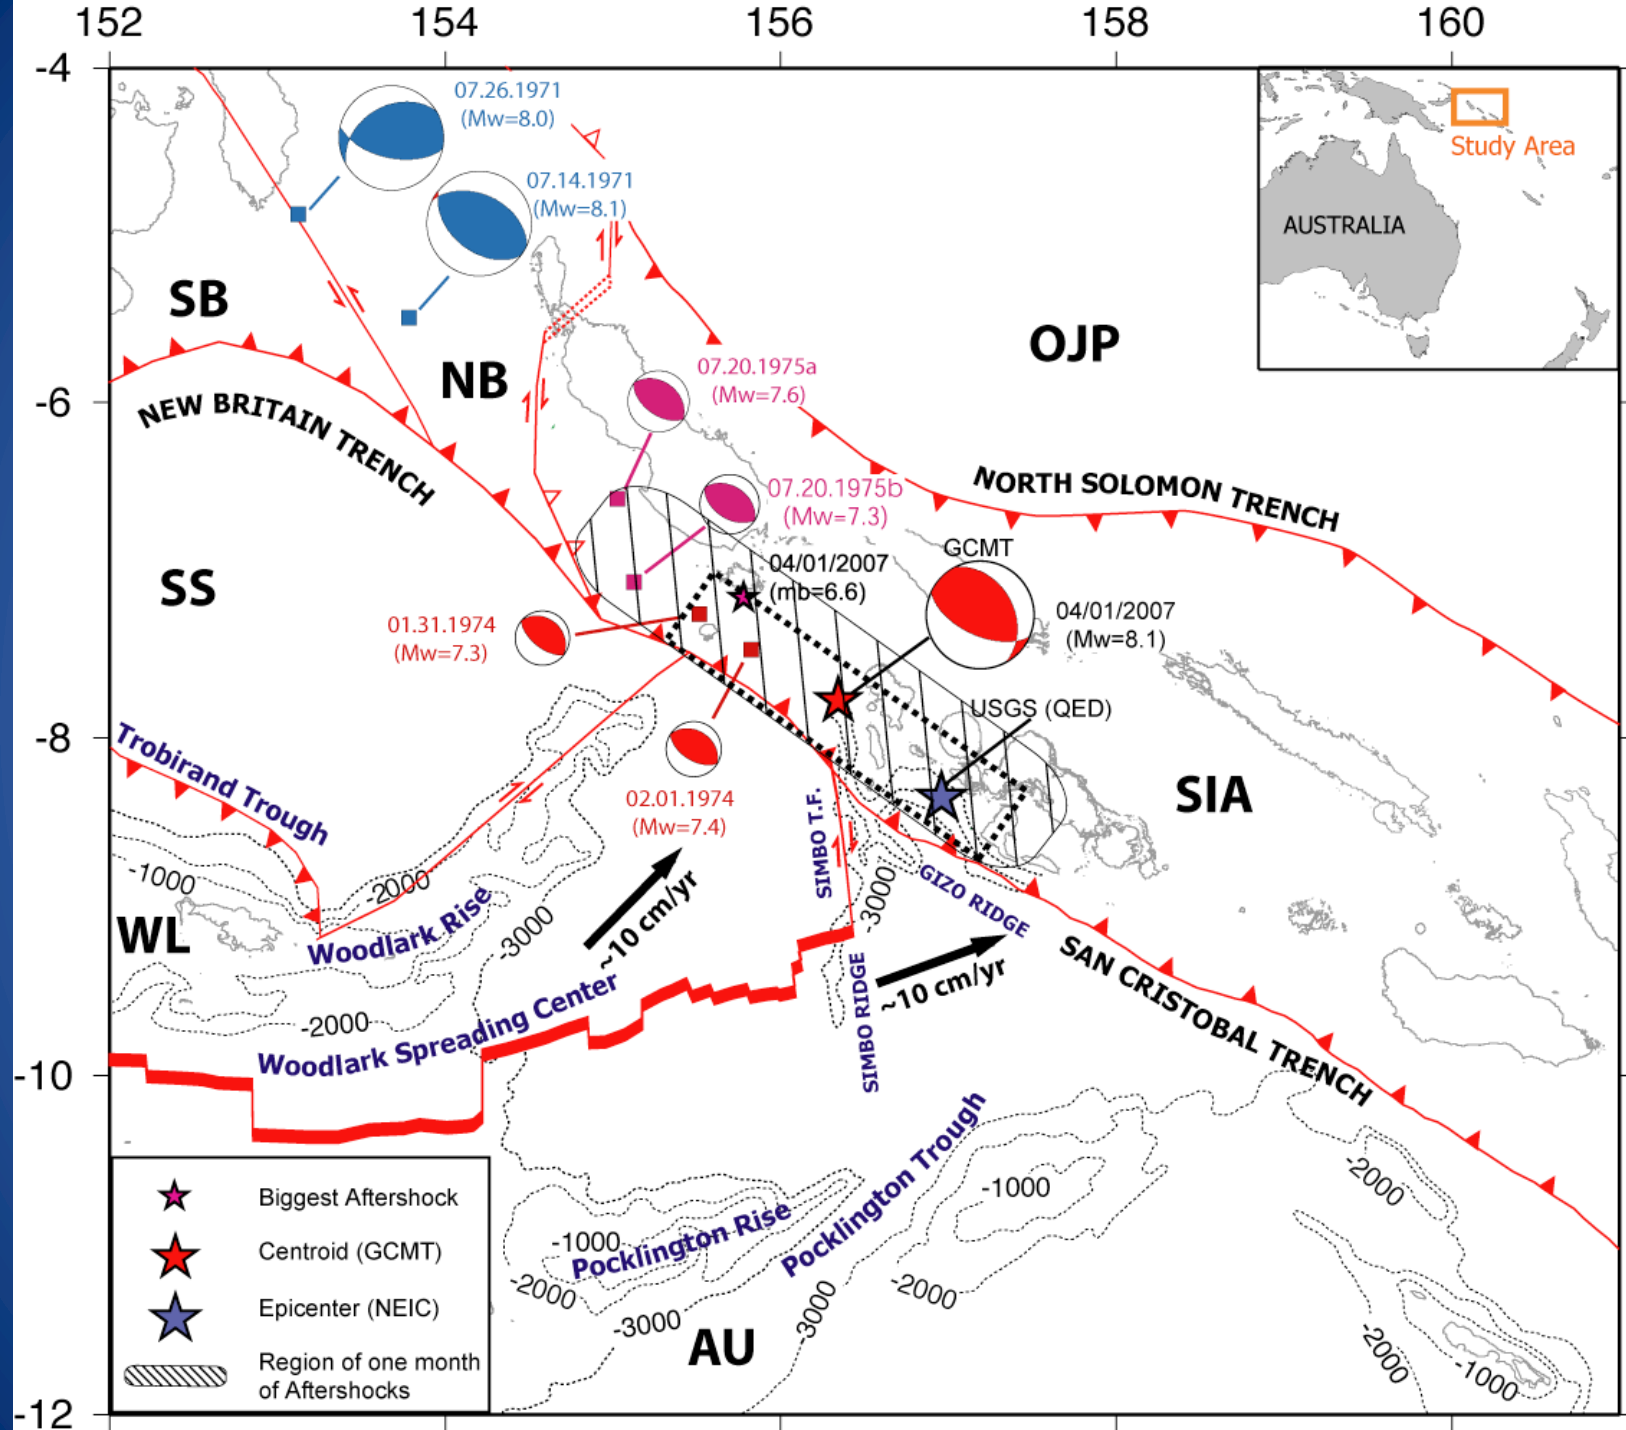 152 154 156 158 160
-4
-6
-8
-10
-12
07.26.1971
(Mw=8.0)
07.14.1971
(Mw=8.1)
Study Area
AUSTRALIA
SB
NB
OJP
NEW BRITAIN TRENCH
07.20.1975a
(Mw=7.6)
07.20.1975b
(Mw=7.3)
NORTH SOLOMON TRENCH
SS
GCMT
04/01/2007
(mb=6.6)
04/01/2007
(Mw=8.1)
01.31.1974
(Mw=7.3)
USGS (QED)
02.01.1974
(Mw=7.4)
Trobirand Trough
SIA
SIMBO T.F.
GIZO RIDGE
-1000
-2000
3000
WL
Woodlark Rise
-3000
~10 cm/yr
~10 cm/yr
SIMBO RIDGE
SAN CRISTOBAL TRENCH
-2000
Woodlark Spreading Center
Pocklington Trough
-1000
-2000
-1000
Pocklington Rise
-2000
-3000
3000
-2000
AU
-2000
-1000
Biggest Aftershock
Centroid (GCMT)
Epicenter (NEIC)
Region of one month
of Aftershocks